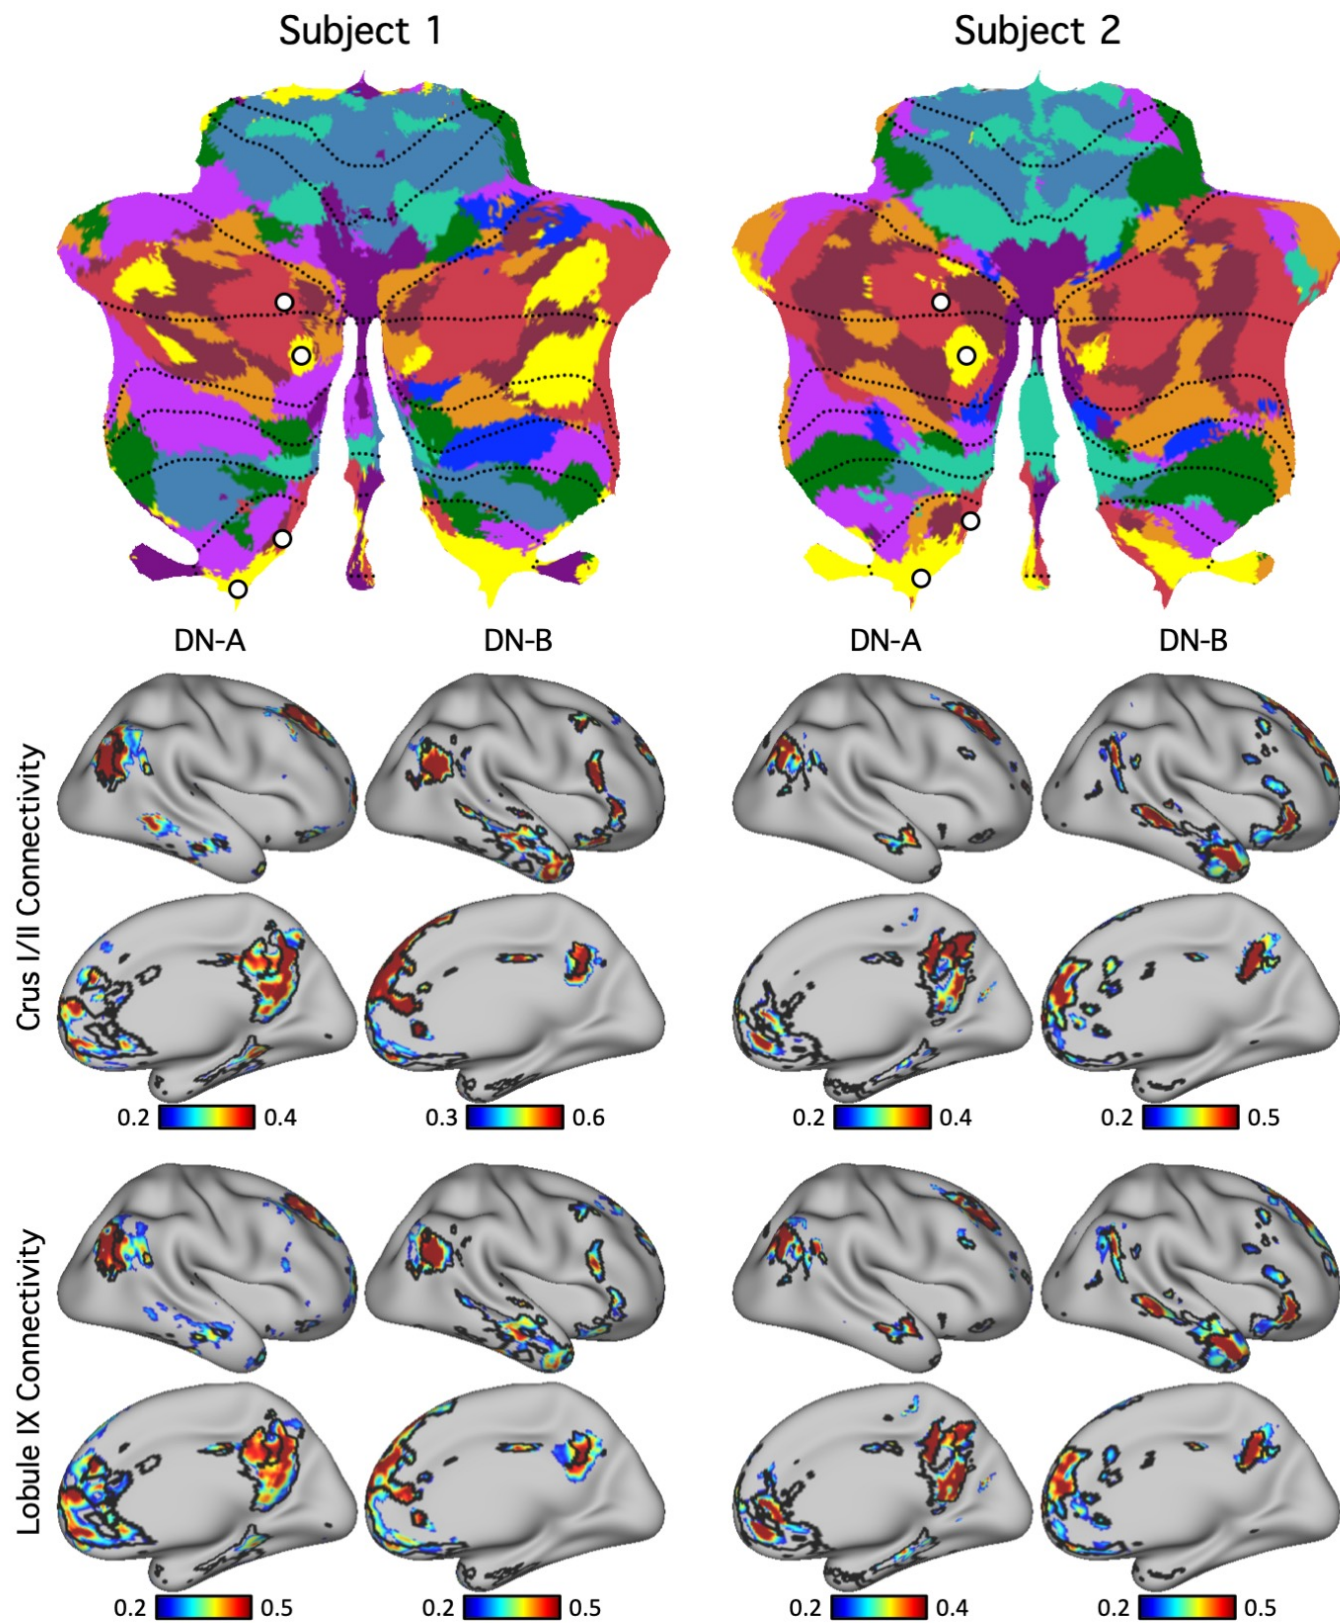 Subject 1 Subject 2
DN-A DN-B DN-A DN-B
Crus I/II Connectivity
0.2 0.4 0.3 0.6 0.2 0.4 0.2 0.5
Lobule IX Connectivity
0.2 0.5 0.2 0.5 0.2 0.4 0.2 0.5